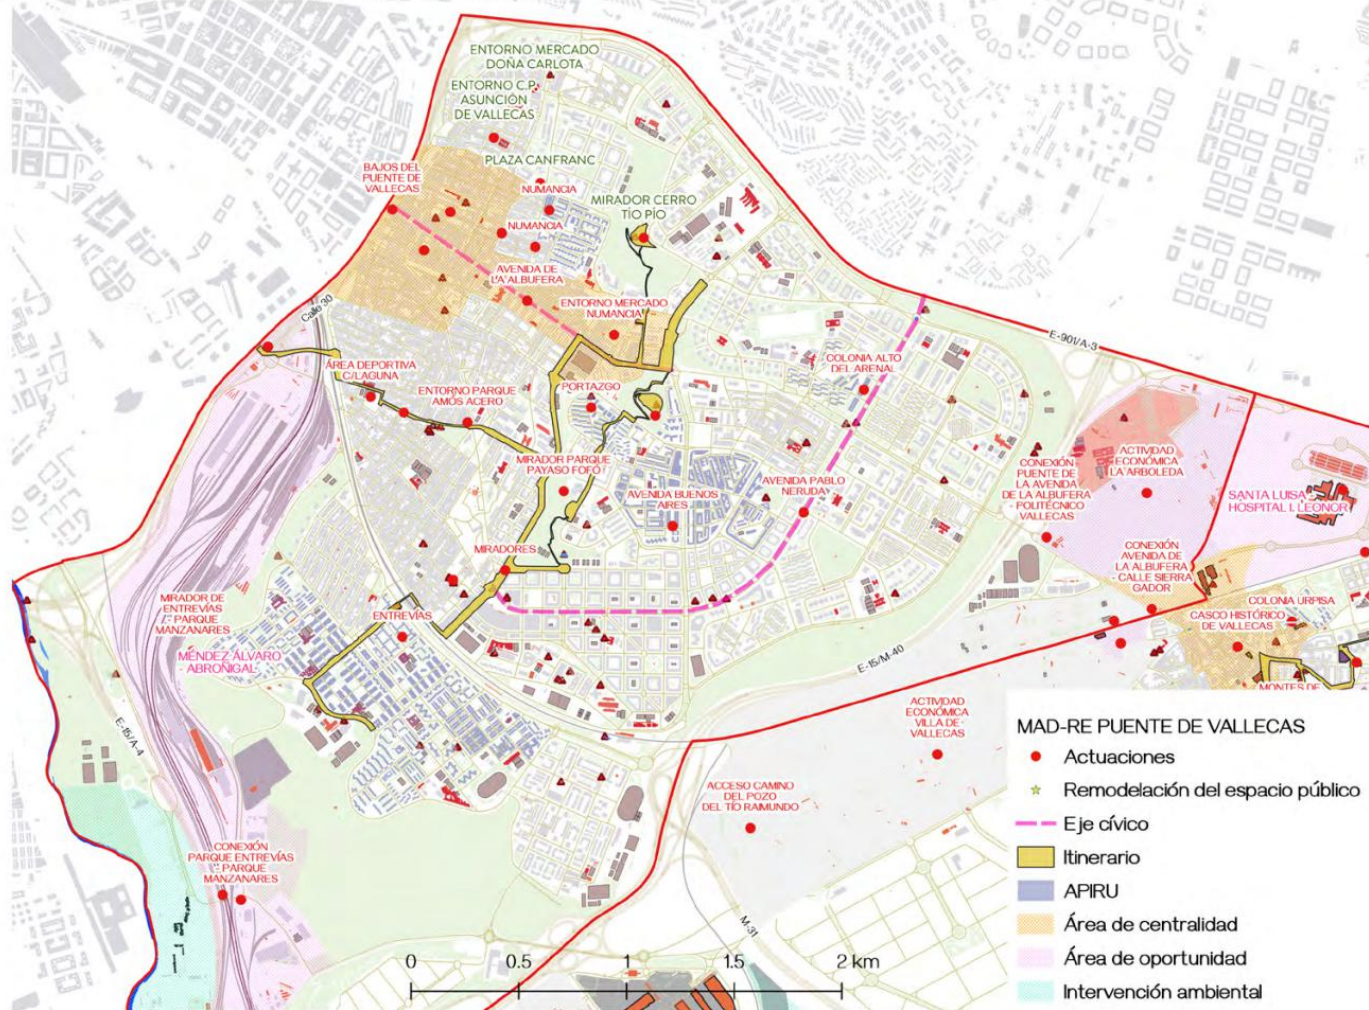 ENTORNO MERCADO
DOÑA CARLOTA
ENTORNO C.P.
ASUNCIÓN
DE VALLECAS
PLAZA CANFRANC
BAJOS DEL
PUENTE DE
VALLECAS
NUMANCIA
MIRADOR CERRO
TÍO PÍO
NUMANCIA
AVENIDA DE
LA ALBUFERA
ENTORNO MERCADO
NUMANCIA
Calle 30
E-901/A-3
ÁREA DEPORTIVA
C/LAGUNA
ENTORNO PARQUE
AMÓS ACERO
PORTAZGO
COLONIA ALTO
DEL ARENAL
MIRADOR PARQUE
PAYASO FOFÓ
AVENIDA BUENOS
AIRES
AVENIDA PABLO
NERUDA
CONEXIÓN
PUENTE DE
LA AVENIDA
DE LA ALBUFERA
- POLITÉCNICO
VALLECAS
ACTIVIDAD
ECONÓMICA
LA ARBOLEDA
SANTA LUISA -
HOSPITAL I. LEONOR
MIRADORES
CONEXIÓN
AVENIDA DE
LA ALBUFERA
- CALLE SIERRA
GADOR
MIRADOR DE
ENTREVÍAS
PARQUE
MANZANARES
ENTREVÍAS
MÉNDEZ ÁLVARO
ABROÑIGAL
COLONIA URPISA
CASCO HISTÓRICO
DE VALLECAS
E-15/M-40
MONTES DE
E-15/A-4
ACTIVIDAD
ECONÓMICA
VILLA DE
VALLECAS
ACCESO CAMINO
DEL POZO
DEL TÍO RAIMUNDO
CONEXIÓN
PARQUE ENTREVÍAS
- PARQUE
MANZANARES
M-31
0 0.5 1 1.5 2 km
MAD-RE PUENTE DE VALLECAS
Actuaciones
Remodelación del espacio público
Eje cívico
Itinerario
APIRU
Área de centralidad
Área de oportunidad
Intervención ambiental